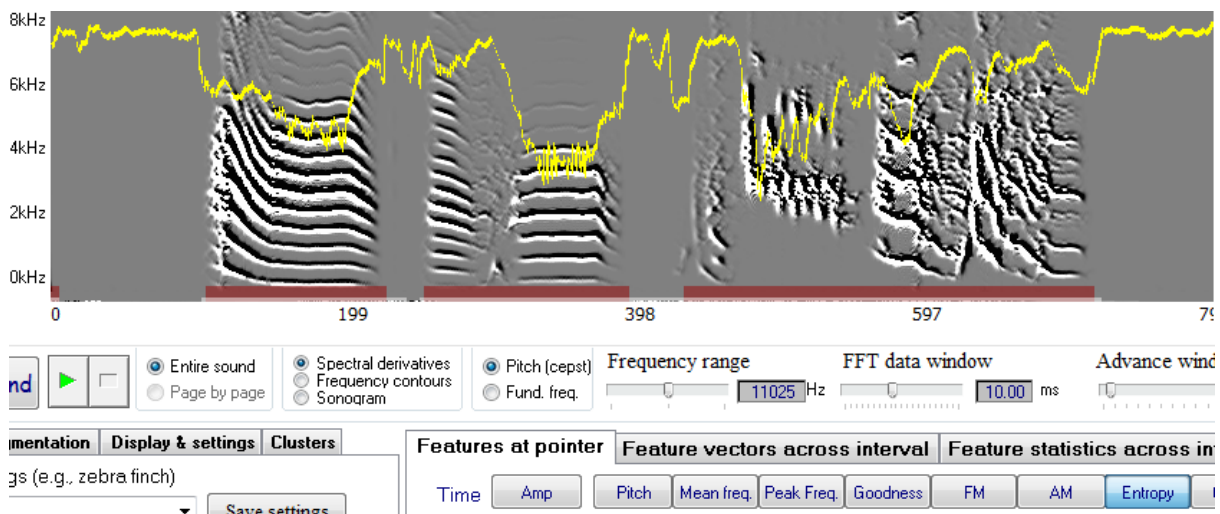 8kHz
6kHz
4kHz
2kHz
0kHz
0 199 398 597 79
nd
Entire sound
Page by page
Spectral derivatives
Frequency contours
Sonogram
Pitch (cepst)
Fund. freq.
Frequency range
11025 Hz
FFT data window
10.00 ms
Advance wind
mentation Display & settings Clusters
gs (e.g., zebra finch)
Save settings
Features at pointer Feature vectors across interval Feature statistics across in
Time Amp Pitch Mean freq. Peak Freq. Goodness FM AM Entropy